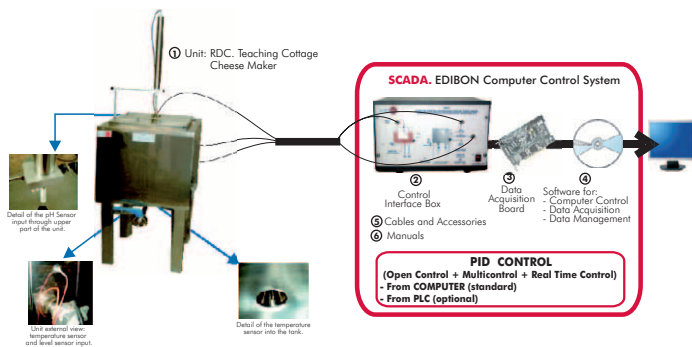 ① Unit: RDC. Teaching Cottage
Cheese Maker
SCADA. EDIBON Computer Control System
②
Control
Interface Box
③
Data
Acquisition
Board
④
Software for:
- Computer Control
- Data Acquisition
- Data Management
⑤ Cables and Accessories
⑥ Manuals
PID CONTROL
(Open Control + Multicontrol + Real Time Control)
- From COMPUTER (standard)
- From PLC (optional)
Detail of the pH Sensor
input through upper
part of the unit.
Unit external view:
temperature sensor
and level sensor input.
Detail of the temperature
sensor into the tank.